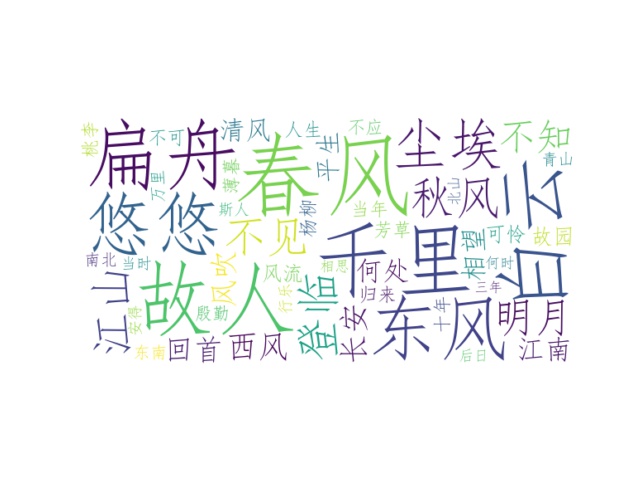 桃李
扁舟
不可
清风
人生
不应
尘埃
不知
春风
平生
万里
薄暮
斯人
杨柳
当年
秋风
北山
青山
白云
悠悠
不见
芳草
千里
相望
可怜
故园
南北
当时
江山
故人
风吹
风流
相思
何处
何时
安得
殷勤
行乐
登临
归来
长安
三年
十年
东风
明月
东南
回首
西风
后日
江南